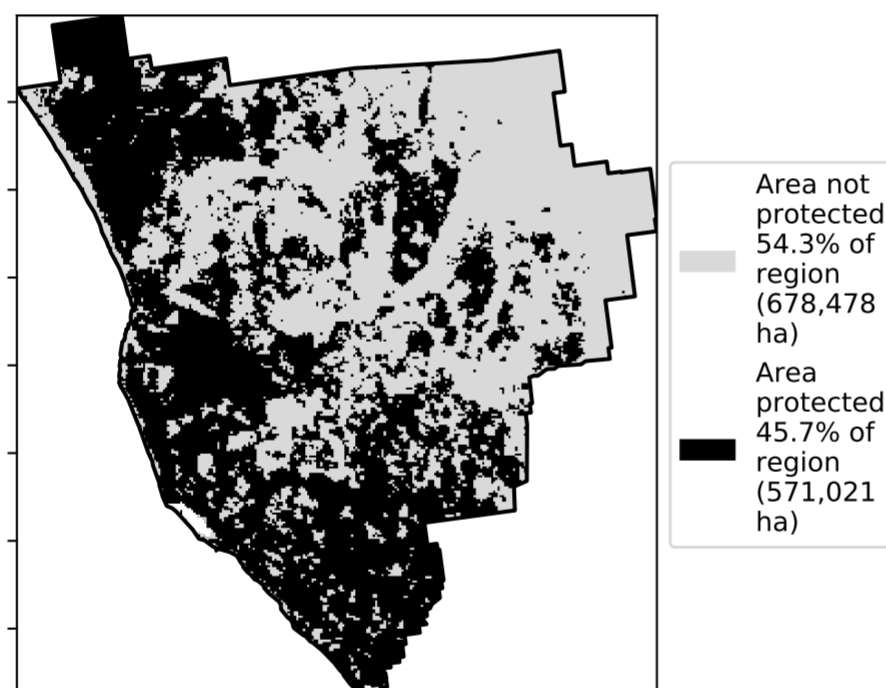 Area not
protected
54.3% of
region
(678,478
ha)
Area
protected
45.7% of
region
(571,021
ha)